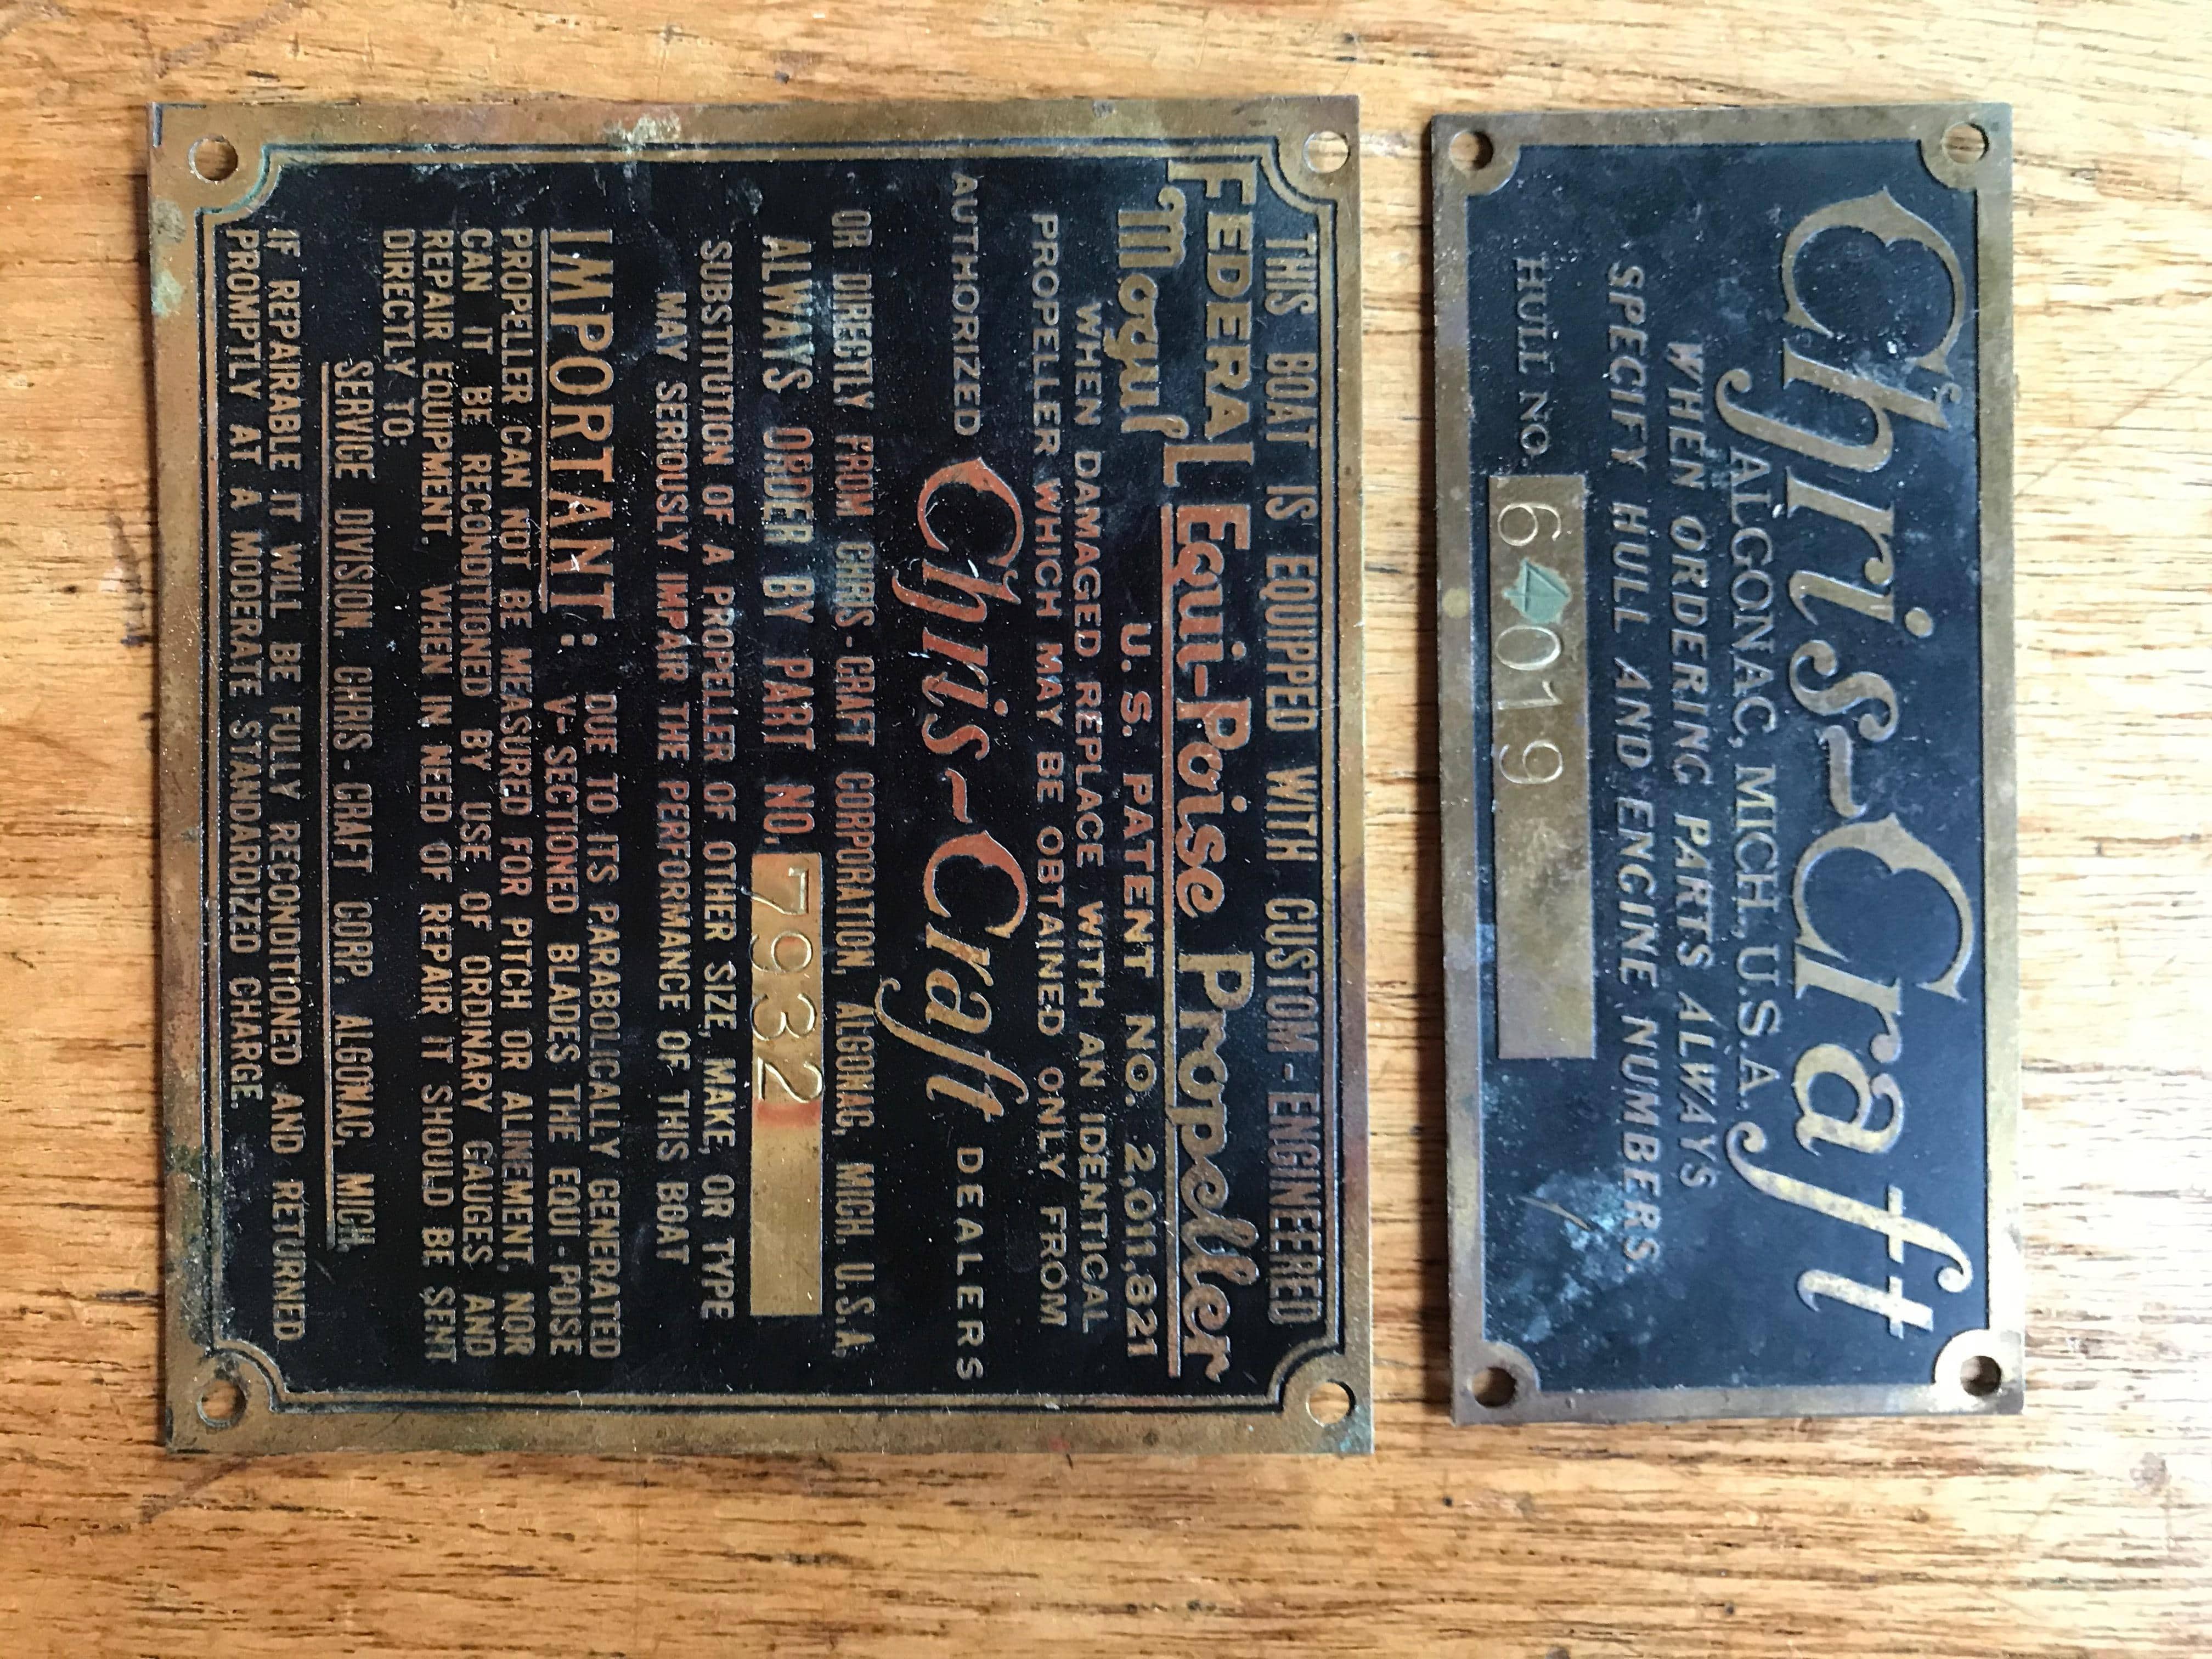 Chris-Craft
ALGONAC, MICH., U.S.A.
WHEN ORDERING PARTS ALWAYS
SPECIFY HULL AND ENGINE NUMBERS.
HULL NO. 64019
THIS BOAT IS EQUIPPED WITH CUSTOM-ENGINEERED
FEDERAL Mogul Equi-Poise Propeller
U. S. PATENT NO. 2,011,821
WHEN DAMAGED REPLACE WITH AN IDENTICAL
PROPELLER WHICH MAY BE OBTAINED ONLY FROM
AUTHORIZED Chris-Craft DEALERS
OR DIRECTLY FROM CHRIS-CRAFT CORPORATION, ALGONAC, MICH. U.S.A.
ALWAYS ORDER BY PART NO. 7932
SUBSTITUTION OF A PROPELLER OF OTHER SIZE, MAKE, OR TYPE
MAY SERIOUSLY IMPAIR THE PERFORMANCE OF THIS BOAT
IMPORTANT: DUE TO ITS PARABOLICALLY GENERATED
V-SECTIONED BLADES THE EQUI-POISE
PROPELLER CAN NOT BE MEASURED FOR PITCH OR ALINEMENT, NOR
CAN IT BE RECONDITIONED BY USE OF ORDINARY GAUGES AND
REPAIR EQUIPMENT. WHEN IN NEED OF REPAIR IT SHOULD BE SENT
DIRECTLY TO:
SERVICE DIVISION, CHRIS-CRAFT CORP. ALGONAC, MICH.
IF REPAIRABLE IT WILL BE FULLY RECONDITIONED AND RETURNED
PROMPTLY AT A MODERATE STANDARDIZED CHARGE.